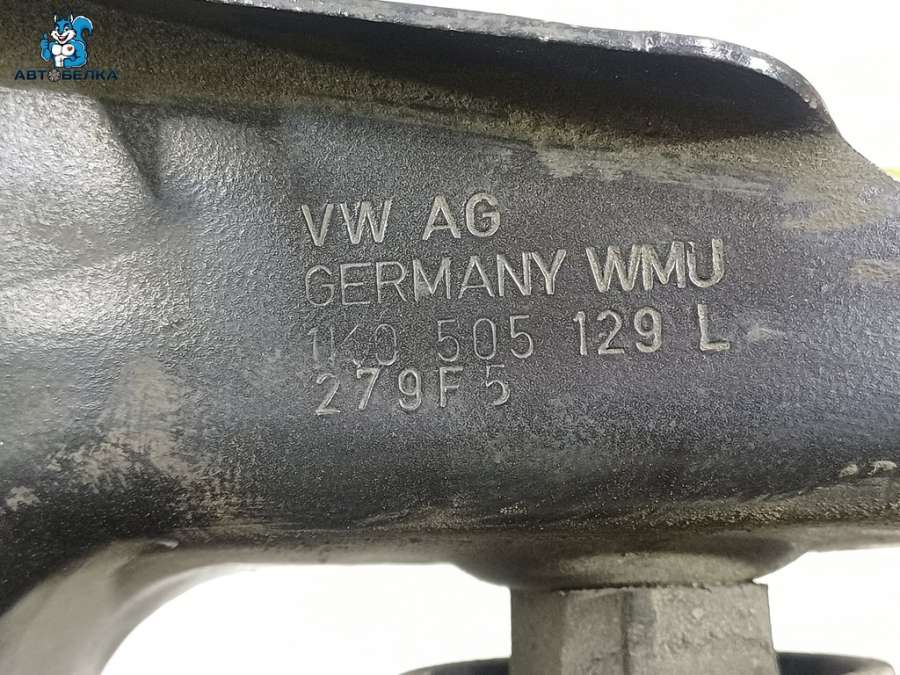 АВТОБЕЛКА
VW AG
GERMANY WMU
1K0 505 129 L
279F5